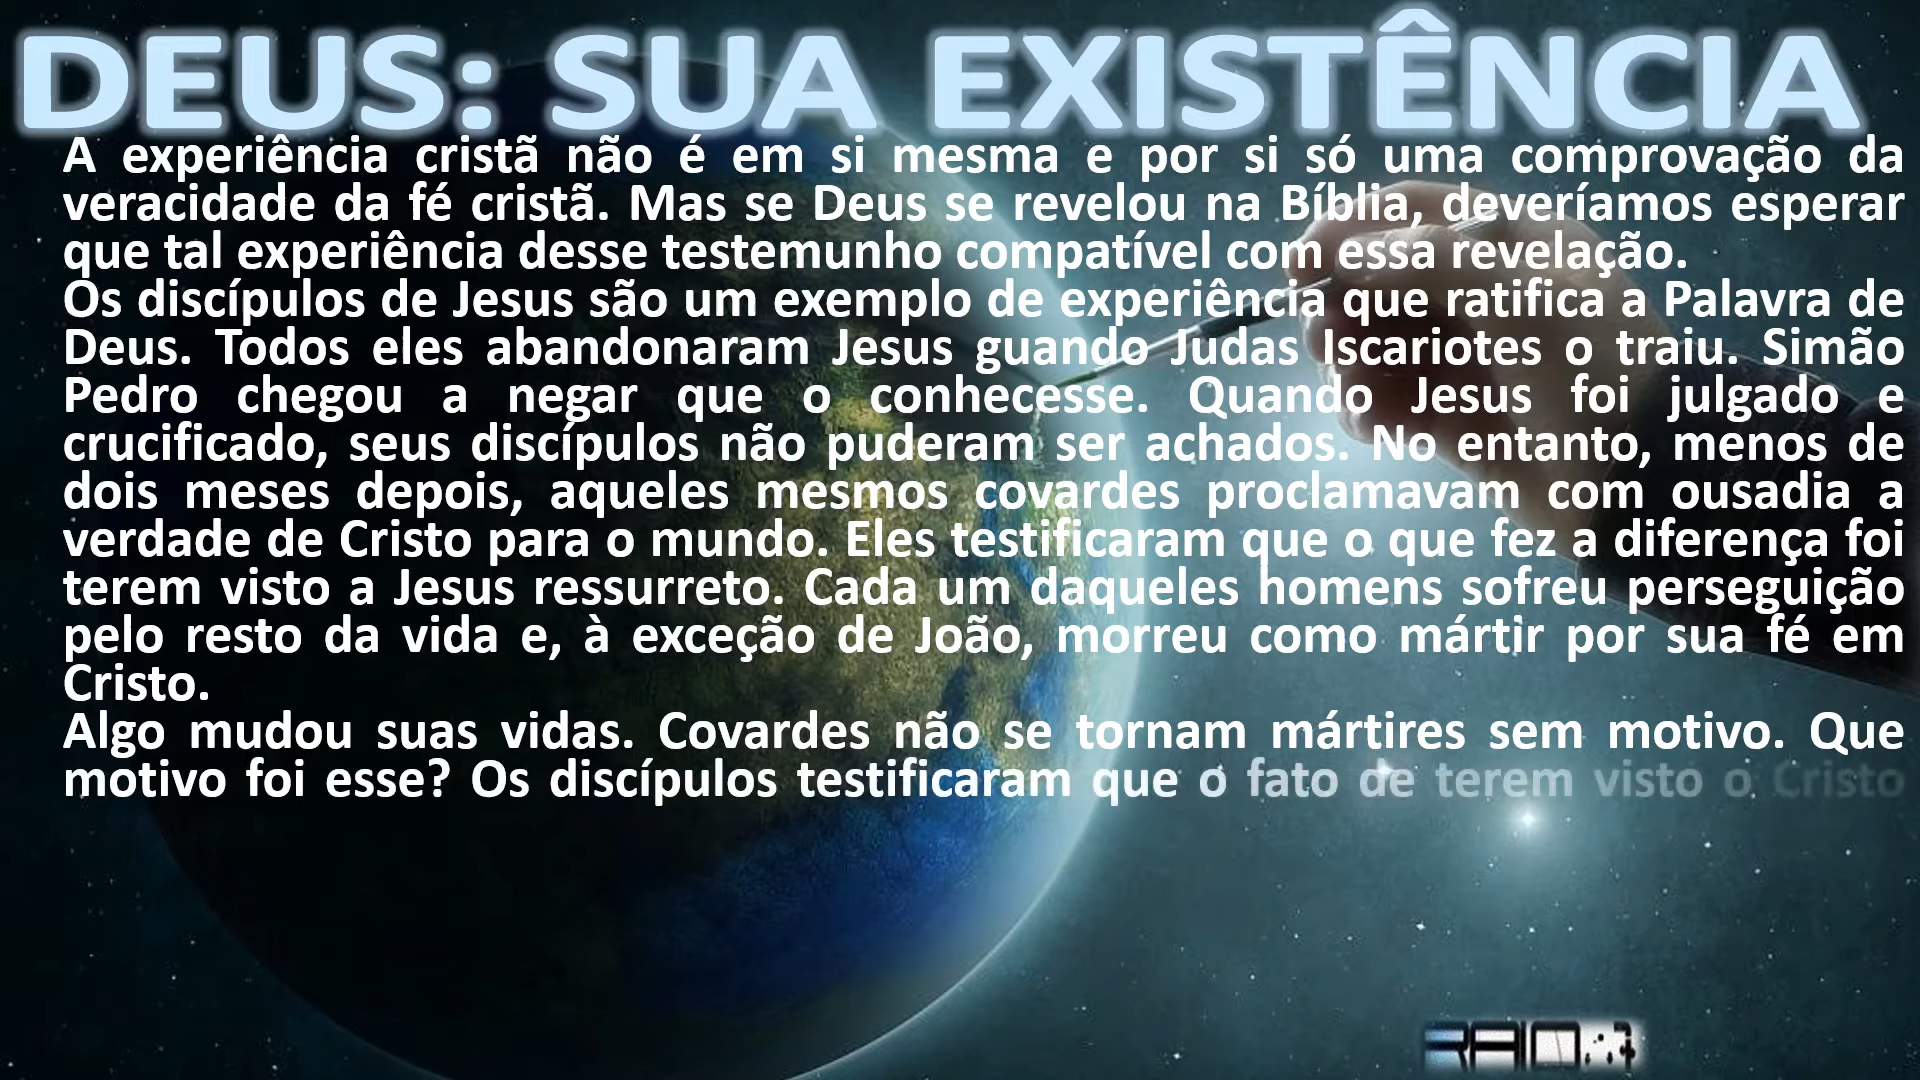 DEUS: SUA EXISTÊNCIA
A experiência cristã não é em si mesma e por si só uma comprovação da
veracidade da fé cristã. Mas se Deus se revelou na Bíblia, deveríamos esperar
que tal experiência desse testemunho compatível com essa revelação.
Os discípulos de Jesus são um exemplo de experiência que ratifica a Palavra de
Deus. Todos eles abandonaram Jesus guando Judas Iscariotes o traiu. Simão
Pedro chegou a negar que o conhecesse. Quando Jesus foi julgado e
crucificado, seus discípulos não puderam ser achados. No entanto, menos de
dois meses depois, aqueles mesmos covardes proclamavam com ousadia a
verdade de Cristo para o mundo. Eles testificaram que o que fez a diferença foi
terem visto a Jesus ressurreto. Cada um daqueles homens sofreu perseguição
pelo resto da vida e, à exceção de João, morreu como mártir por sua fé em
Cristo.
Algo mudou suas vidas. Covardes não se tornam mártires sem motivo. Que
motivo foi esse? Os discípulos testificaram que o fato de terem visto o Cristo